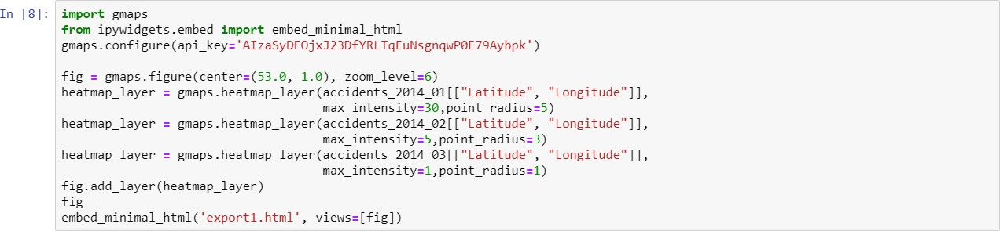 In [8]: import gmaps
from ipywidgets.embed import embed_minimal_html
gmaps.configure(api_key='AIzaSyDFOjxJ23DfYRLTqEuNsgnqwP0E79Aybpk')
fig = gmaps.figure(center=(53.0, 1.0), zoom_level=6)
heatmap_layer = gmaps.heatmap_layer(accidents_2014_01[["Latitude", "Longitude"]],
max_intensity=30,point_radius=5)
heatmap_layer = gmaps.heatmap_layer(accidents_2014_02[["Latitude", "Longitude"]],
max_intensity=5,point_radius=3)
heatmap_layer = gmaps.heatmap_layer(accidents_2014_03[["Latitude", "Longitude"]],
max_intensity=1,point_radius=1)
fig.add_layer(heatmap_layer)
fig
embed_minimal_html('export1.html', views=[fig])